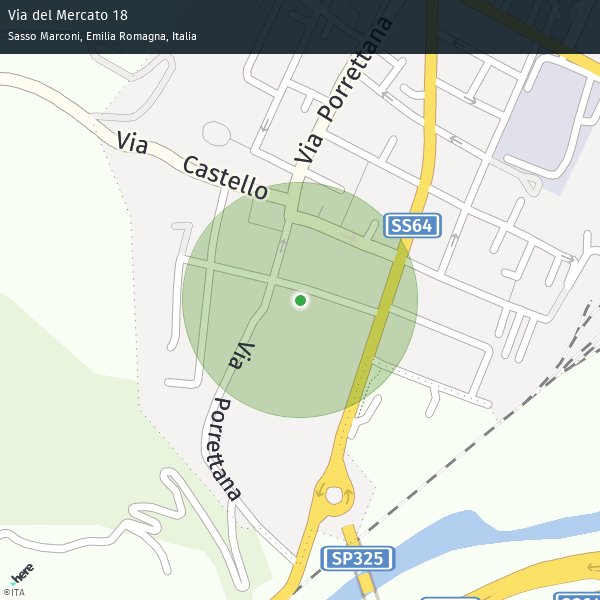 Via del Mercato 18
Sasso Marconi, Emilia Romagna, Italia
Via Porrettana
Via Castello
SS64
Via Porrettana
SP325
here
©ITA